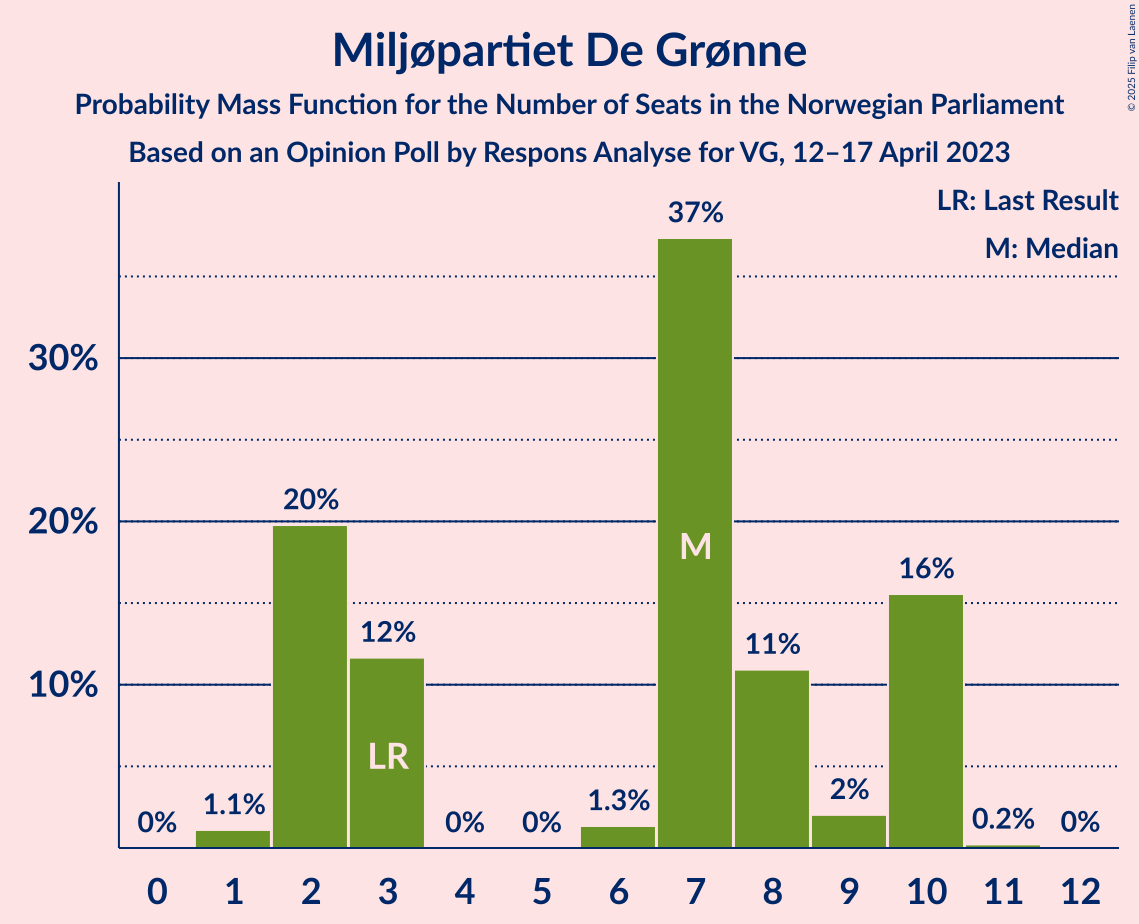 Miljøpartiet De Grønne
Probability Mass Function for the Number of Seats in the Norwegian Parliament
Based on an Opinion Poll by Respons Analyse for VG, 12–17 April 2023
© 2025 Filip van Laenen
LR: Last Result
M: Median
37%
30%
20%
20%
M
16%
12%
11%
10%
LR
0%
1.1%
0%
0%
1.3%
2%
0.2%
0%
0 1 2 3 4 5 6 7 8 9 10 11 12